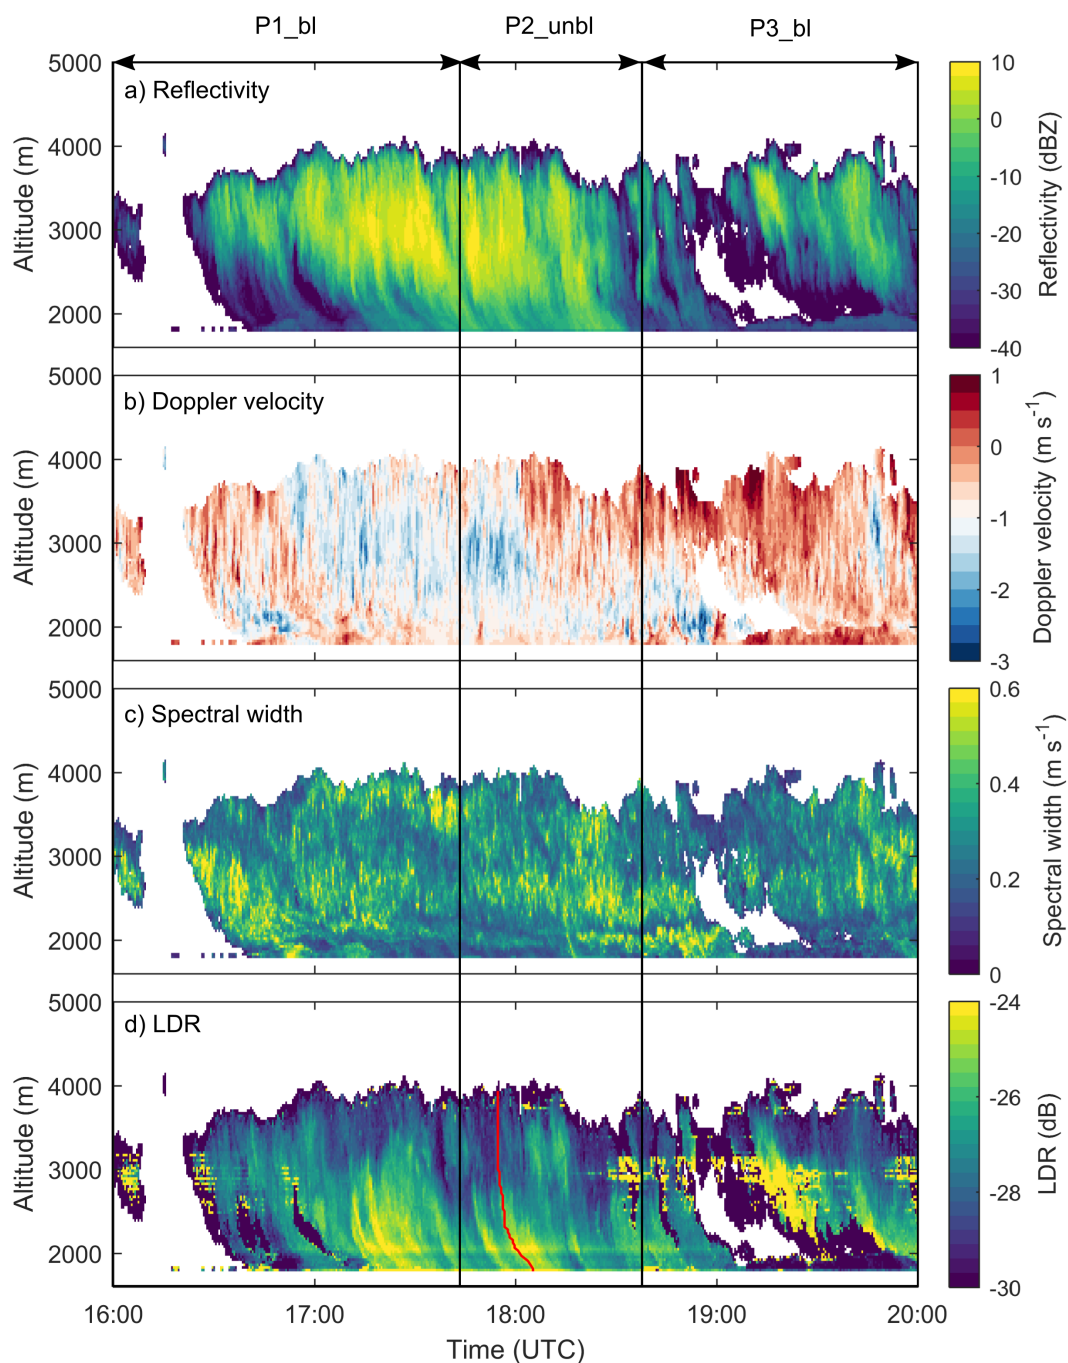 P1_bl P2_unbl P3_bl
a) Reflectivity
5000
4000
3000
2000
Altitude (m)
10
0
-10
-20
-30
-40
Reflectivity (dBZ)
b) Doppler velocity
5000
4000
3000
2000
Altitude (m)
1
0
-1
-2
-3
Doppler velocity (m s⁻¹)
c) Spectral width
5000
4000
3000
2000
Altitude (m)
0.6
0.4
0.2
0
Spectral width (m s⁻¹)
d) LDR
5000
4000
3000
2000
Altitude (m)
-24
-26
-28
-30
LDR (dB)
16:00 17:00 18:00 19:00 20:00
Time (UTC)